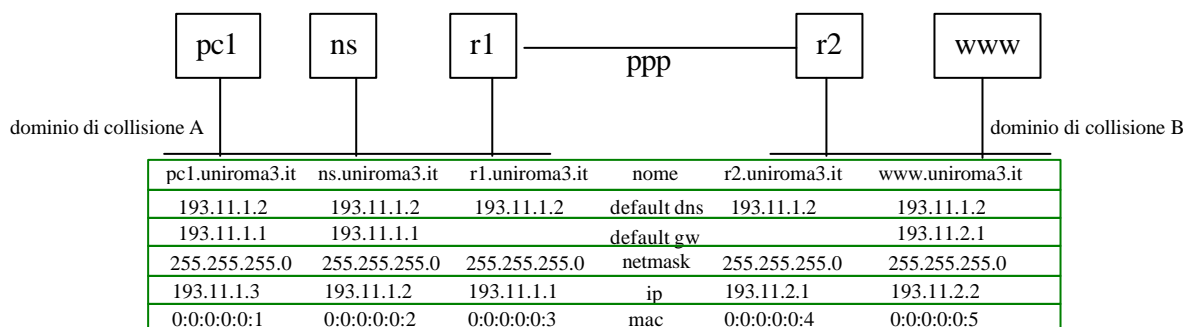 pc1 ns r1 r2 www
ppp
dominio di collisione A dominio di collisione B
pc1.uniroma3.it ns.uniroma3.it r1.uniroma3.it nome r2.uniroma3.it www.uniroma3.it
193.11.1.2 193.11.1.2 193.11.1.2 default dns 193.11.1.2 193.11.1.2
193.11.1.1 193.11.1.1 default gw 193.11.2.1
255.255.255.0 255.255.255.0 255.255.255.0 netmask 255.255.255.0 255.255.255.0
193.11.1.3 193.11.1.2 193.11.1.1 ip 193.11.2.1 193.11.2.2
0:0:0:0:0:1 0:0:0:0:0:2 0:0:0:0:0:3 mac 0:0:0:0:0:4 0:0:0:0:0:5